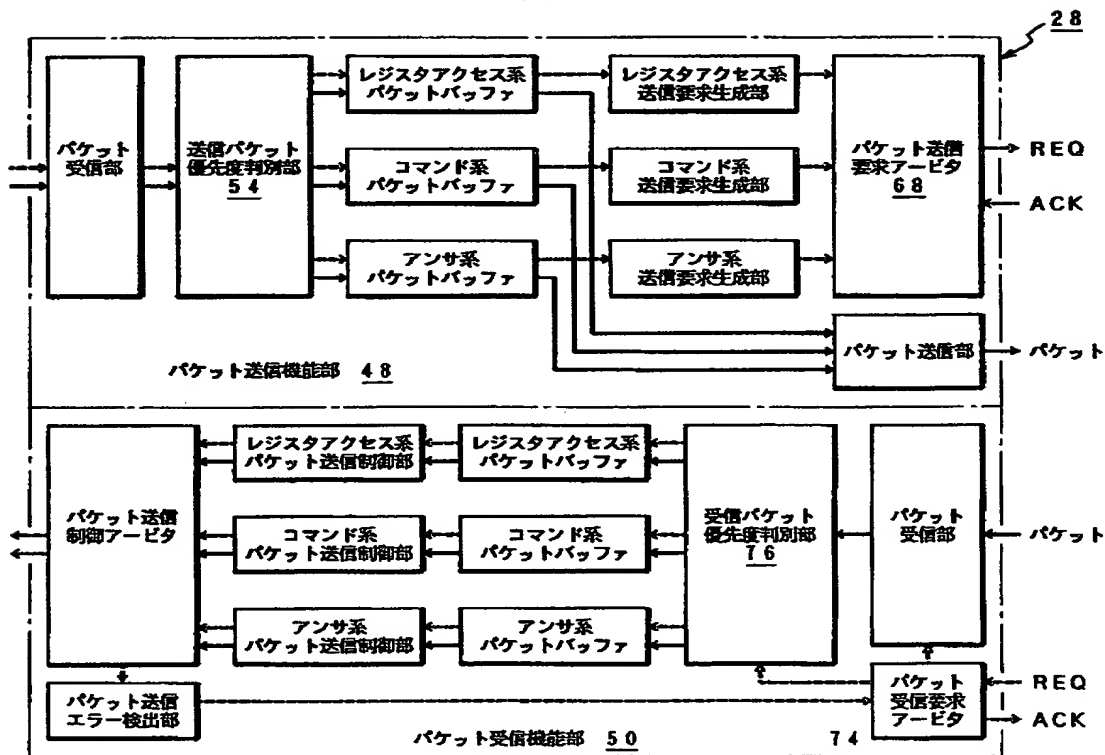 28
パケット
受信部
送信パケット
優先度判別部
54
レジスタアクセス系
パケットバッファ
コマンド系
パケットバッファ
アンサ系
パケットバッファ
レジスタアクセス系
送信要求生成部
コマンド系
送信要求生成部
アンサ系
送信要求生成部
パケット送信
要求アービタ
68
REQ
ACK
パケット送信部
パケット
パケット送信機能部 48
パケット送信
制御アービタ
レジスタアクセス系
パケット送信制御部
コマンド系
パケット送信制御部
アンサ系
パケット送信制御部
レジスタアクセス系
パケットバッファ
コマンド系
パケットバッファ
アンサ系
パケットバッファ
受信パケット
優先度判別部
76
パケット
受信部
パケット
パケット送信
エラー検出部
パケット
受信要求
アービタ
REQ
ACK
パケット受信機能部 50
74